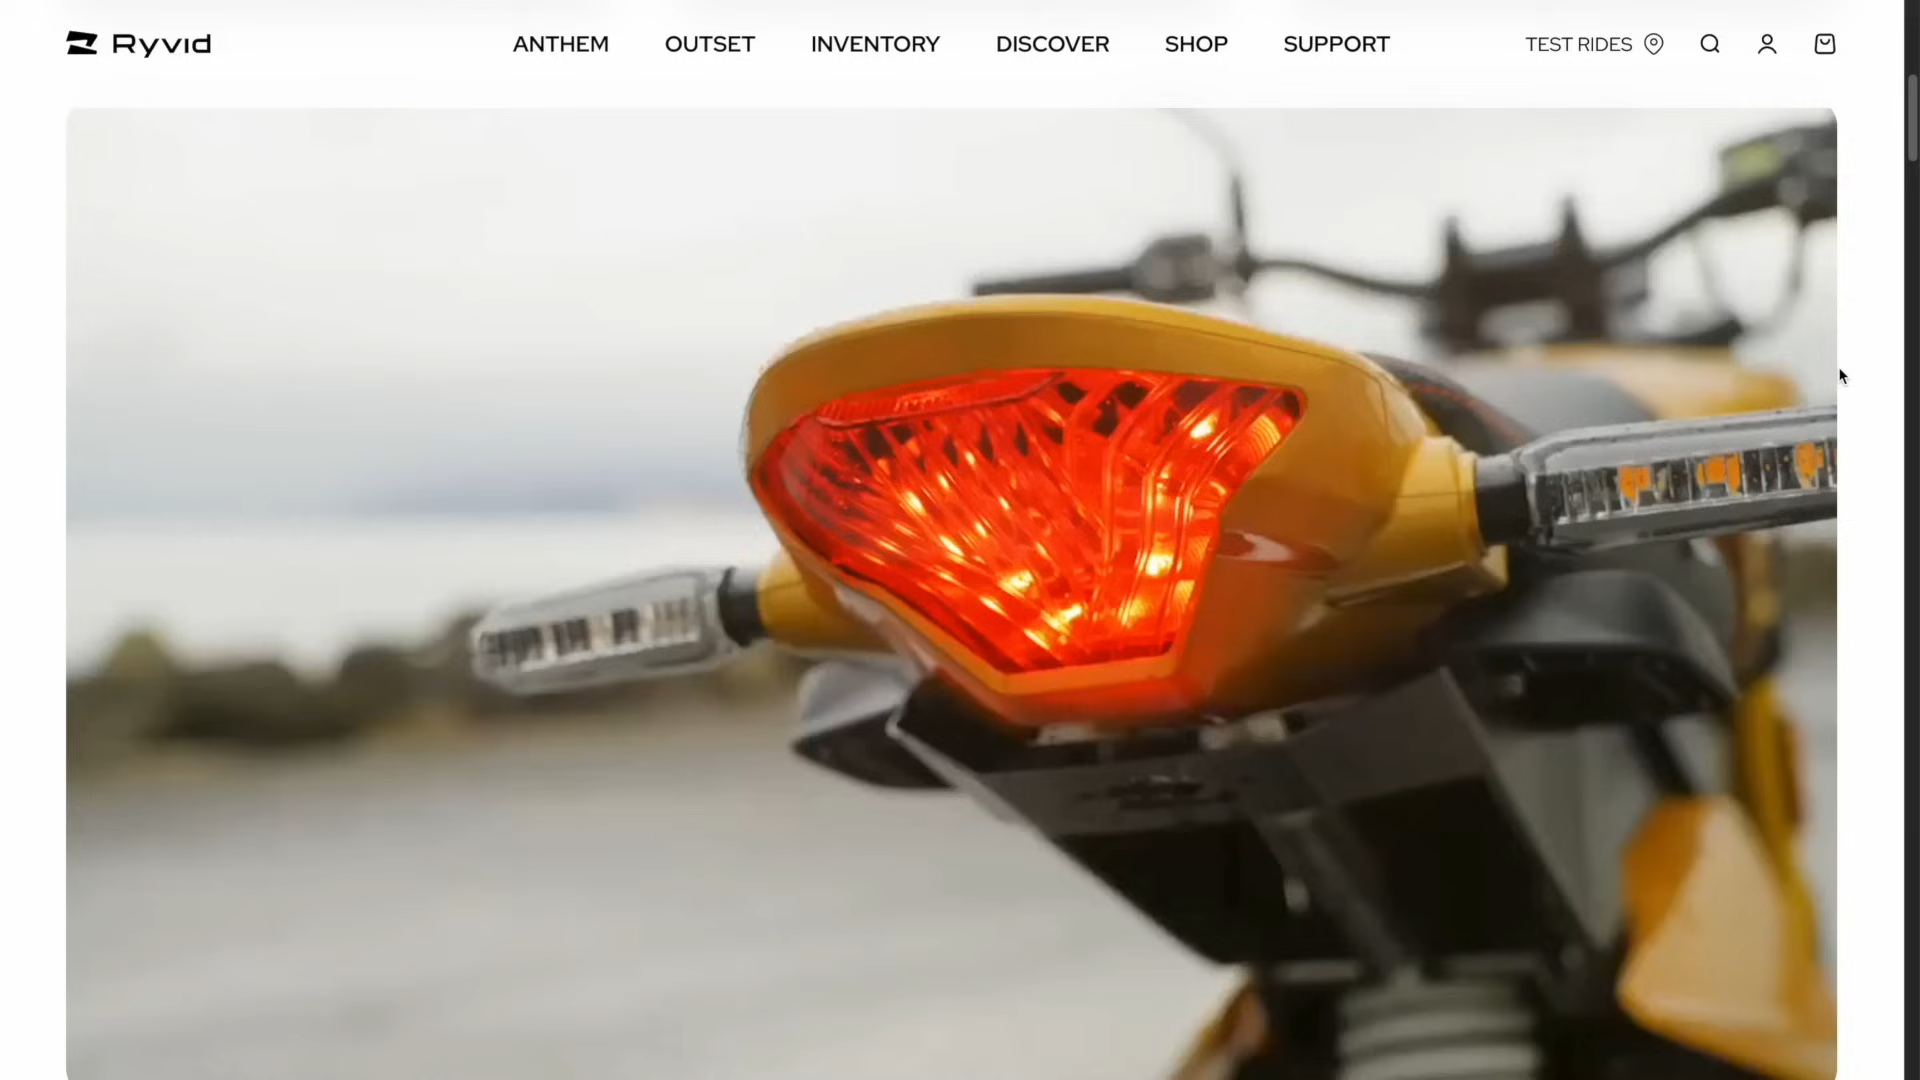 Ryvid
ANTHEM
OUTSET
INVENTORY
DISCOVER
SHOP
SUPPORT
TEST RIDES